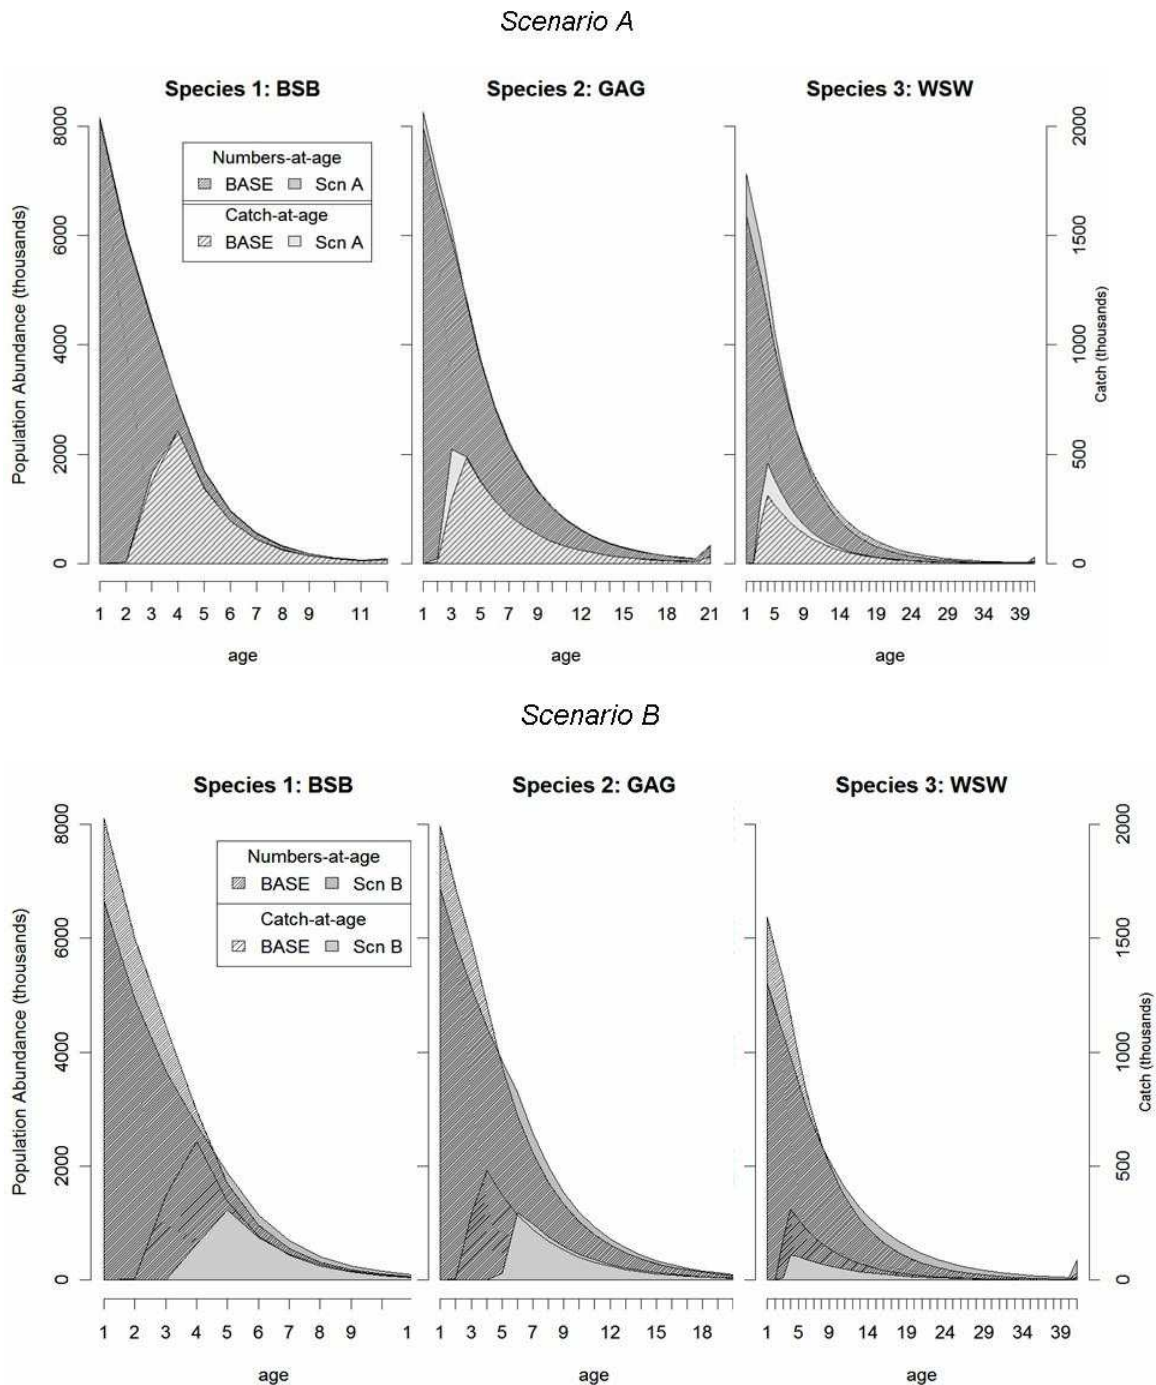 Scenario A
Species 1: BSB
Species 2: GAG
Species 3: WSW
Numbers-at-age
BASE Scn A
Catch-at-age
BASE Scn A
Population Abundance (thousands)
0 2000 4000 6000 8000
Catch (thousands)
0 500 1000 1500 2000
1 2 3 4 5 6 7 9 11
1 3 5 7 9 12 15 18 21
1 5 9 14 19 24 29 34 39
age
age
age
Scenario B
Species 1: BSB
Species 2: GAG
Species 3: WSW
Numbers-at-age
BASE Scn B
Catch-at-age
BASE Scn B
Population Abundance (thousands)
0 2000 4000 6000 8000
Catch (thousands)
0 500 1000 1500 2000
1 2 3 4 5 6 7 9 1
1 3 5 7 9 12 15 18
1 5 9 14 19 24 29 34 39
age
age
age